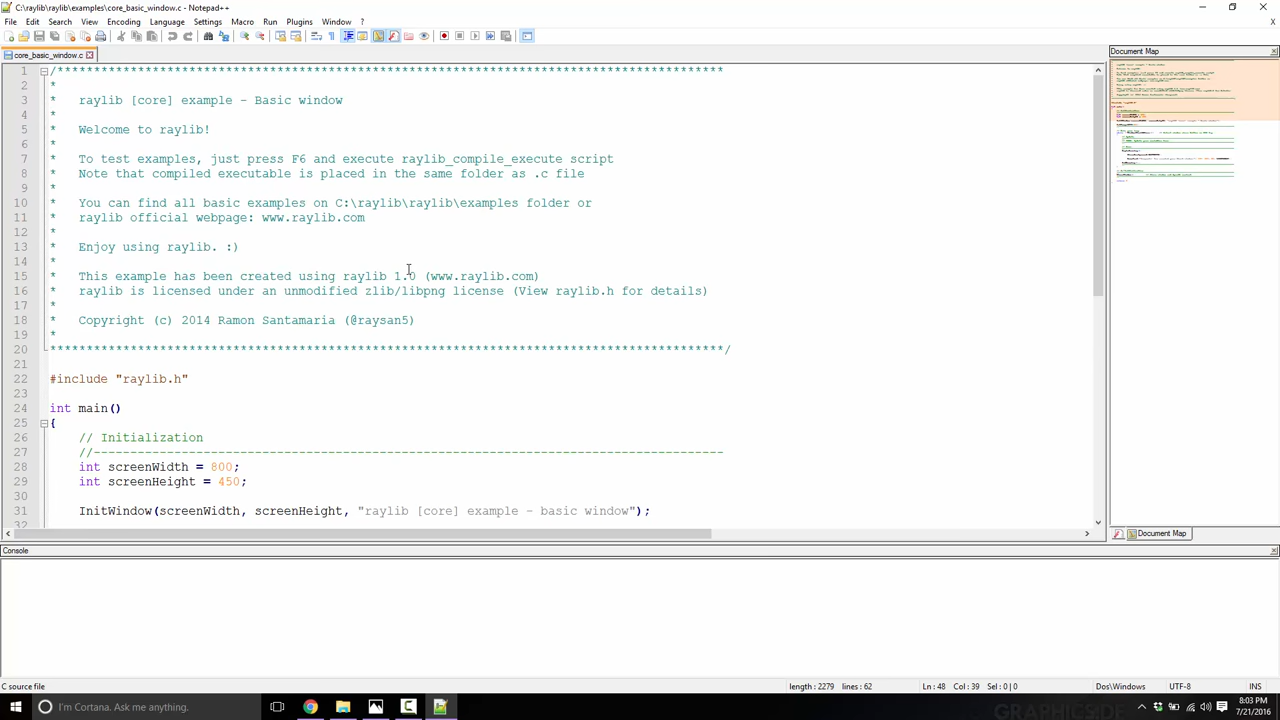 C:\raylib\raylib\examples\core_basic_window.c - Notepad++
File Edit Search View Encoding Language Settings Macro Run Plugins Window ?
X
core_basic_window.c
1 /********************************************************************************************
2 *
3 * raylib [core] example - Basic window
4 *
5 * Welcome to raylib!
6 *
7 * To test examples, just press F6 and execute raylib_compile_execute script
8 * Note that compiled executable is placed in the same folder as .c file
9 *
10 * You can find all basic examples on C:\raylib\raylib\examples folder or
11 * raylib official webpage: www.raylib.com
12 *
13 * Enjoy using raylib. :)
14 *
15 * This example has been created using raylib 1.0 (www.raylib.com)
16 * raylib is licensed under an unmodified zlib/libpng license (View raylib.h for details)
17 *
18 * Copyright (c) 2014 Ramon Santamaria (@raysan5)
19 *
20 ********************************************************************************************/
21
22 #include "raylib.h"
23
24 int main()
25 {
26 // Initialization
27 //--------------------------------------------------------------------------------------
28 int screenWidth = 800;
29 int screenHeight = 450;
30
31 InitWindow(screenWidth, screenHeight, "raylib [core] example - basic window");
32
Document Map
Document Map
Console
C source file
length : 2279 lines : 62
Ln : 48 Col : 39 Sel : 0 | 0
Dos\Windows
UTF-8
INS
I'm Cortana. Ask me anything.
GRAPHICSIDE
8:03 PM
7/21/2016